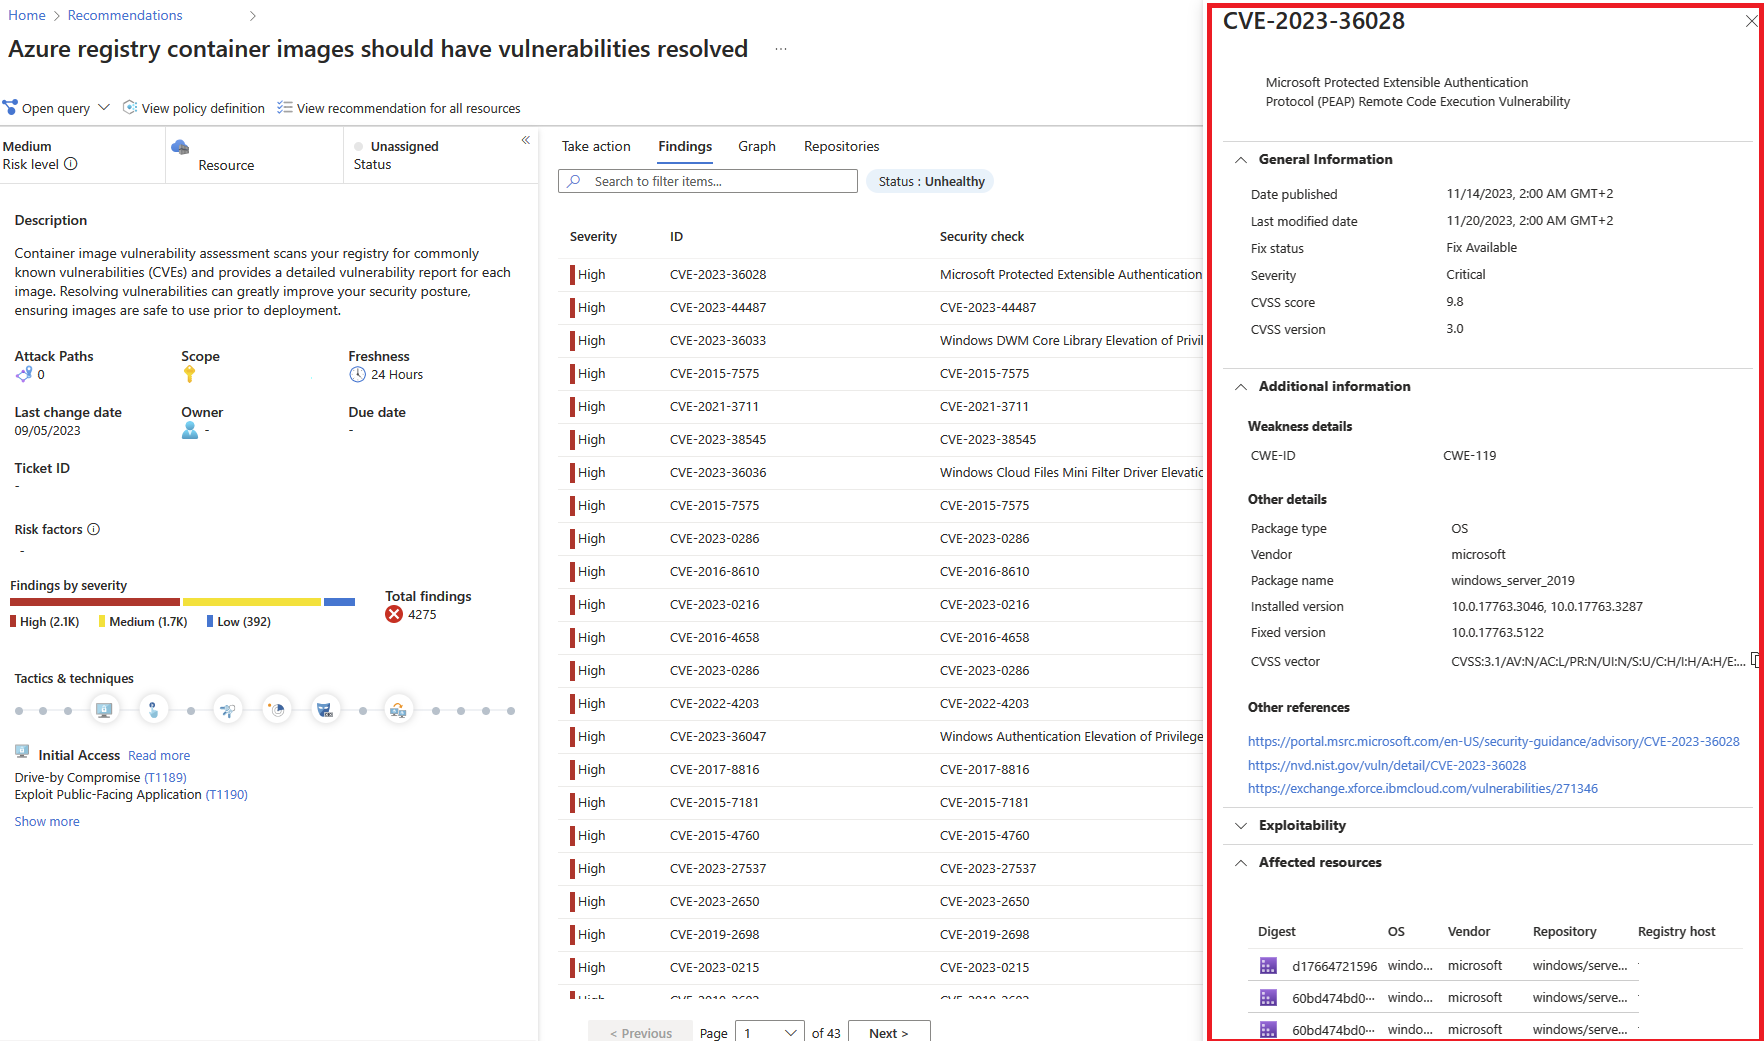 Home > Recommendations >
Azure registry container images should have vulnerabilities resolved ...
Open query View policy definition View recommendation for all resources
Medium
Risk level
Resource
Unassigned
Status
Description
Container image vulnerability assessment scans your registry for commonly
known vulnerabilities (CVEs) and provides a detailed vulnerability report for each
image. Resolving vulnerabilities can greatly improve your security posture,
ensuring images are safe to use prior to deployment.
Attack Paths Scope Freshness
0 24 Hours
Last change date Owner Due date
09/05/2023 - -
Ticket ID
-
Risk factors
-
Findings by severity
High (2.1K) Medium (1.7K) Low (392)
Total findings
4275
Tactics & techniques
Initial Access Read more
Drive-by Compromise (T1189)
Exploit Public-Facing Application (T1190)
Show more
Take action Findings Graph Repositories
Search to filter items... Status : Unhealthy
Severity ID Security check
High CVE-2023-36028 Microsoft Protected Extensible Authentication
High CVE-2023-44487 CVE-2023-44487
High CVE-2023-36033 Windows DWM Core Library Elevation of Privil
High CVE-2015-7575 CVE-2015-7575
High CVE-2021-3711 CVE-2021-3711
High CVE-2023-38545 CVE-2023-38545
High CVE-2023-36036 Windows Cloud Files Mini Filter Driver Elevatic
High CVE-2015-7575 CVE-2015-7575
High CVE-2023-0286 CVE-2023-0286
High CVE-2016-8610 CVE-2016-8610
High CVE-2023-0216 CVE-2023-0216
High CVE-2016-4658 CVE-2016-4658
High CVE-2023-0286 CVE-2023-0286
High CVE-2022-4203 CVE-2022-4203
High CVE-2023-36047 Windows Authentication Elevation of Privilege
High CVE-2017-8816 CVE-2017-8816
High CVE-2015-7181 CVE-2015-7181
High CVE-2015-4760 CVE-2015-4760
High CVE-2023-27537 CVE-2023-27537
High CVE-2023-2650 CVE-2023-2650
High CVE-2019-2698 CVE-2019-2698
High CVE-2023-0215 CVE-2023-0215
< Previous Page 1 of 43 Next >
CVE-2023-36028
Microsoft Protected Extensible Authentication
Protocol (PEAP) Remote Code Execution Vulnerability
General Information
Date published 11/14/2023, 2:00 AM GMT+2
Last modified date 11/20/2023, 2:00 AM GMT+2
Fix status Fix Available
Severity Critical
CVSS score 9.8
CVSS version 3.0
Additional information
Weakness details
CWE-ID CWE-119
Other details
Package type OS
Vendor microsoft
Package name windows_server_2019
Installed version 10.0.17763.3046, 10.0.17763.3287
Fixed version 10.0.17763.5122
CVSS vector CVSS:3.1/AV:N/AC:L/PR:N/UI:N/S:U/C:H/I:H/A:H/E:...
Other references
https://portal.msrc.microsoft.com/en-US/security-guidance/advisory/CVE-2023-36028
https://nvd.nist.gov/vuln/detail/CVE-2023-36028
https://exchange.xforce.ibmcloud.com/vulnerabilities/271346
Exploitability
Affected resources
Digest OS Vendor Repository Registry host
d17664721596 windo... microsoft windows/serve...
60bd474bd0... windo... microsoft windows/serve...
60bd474bd0... windo... microsoft windows/serve...